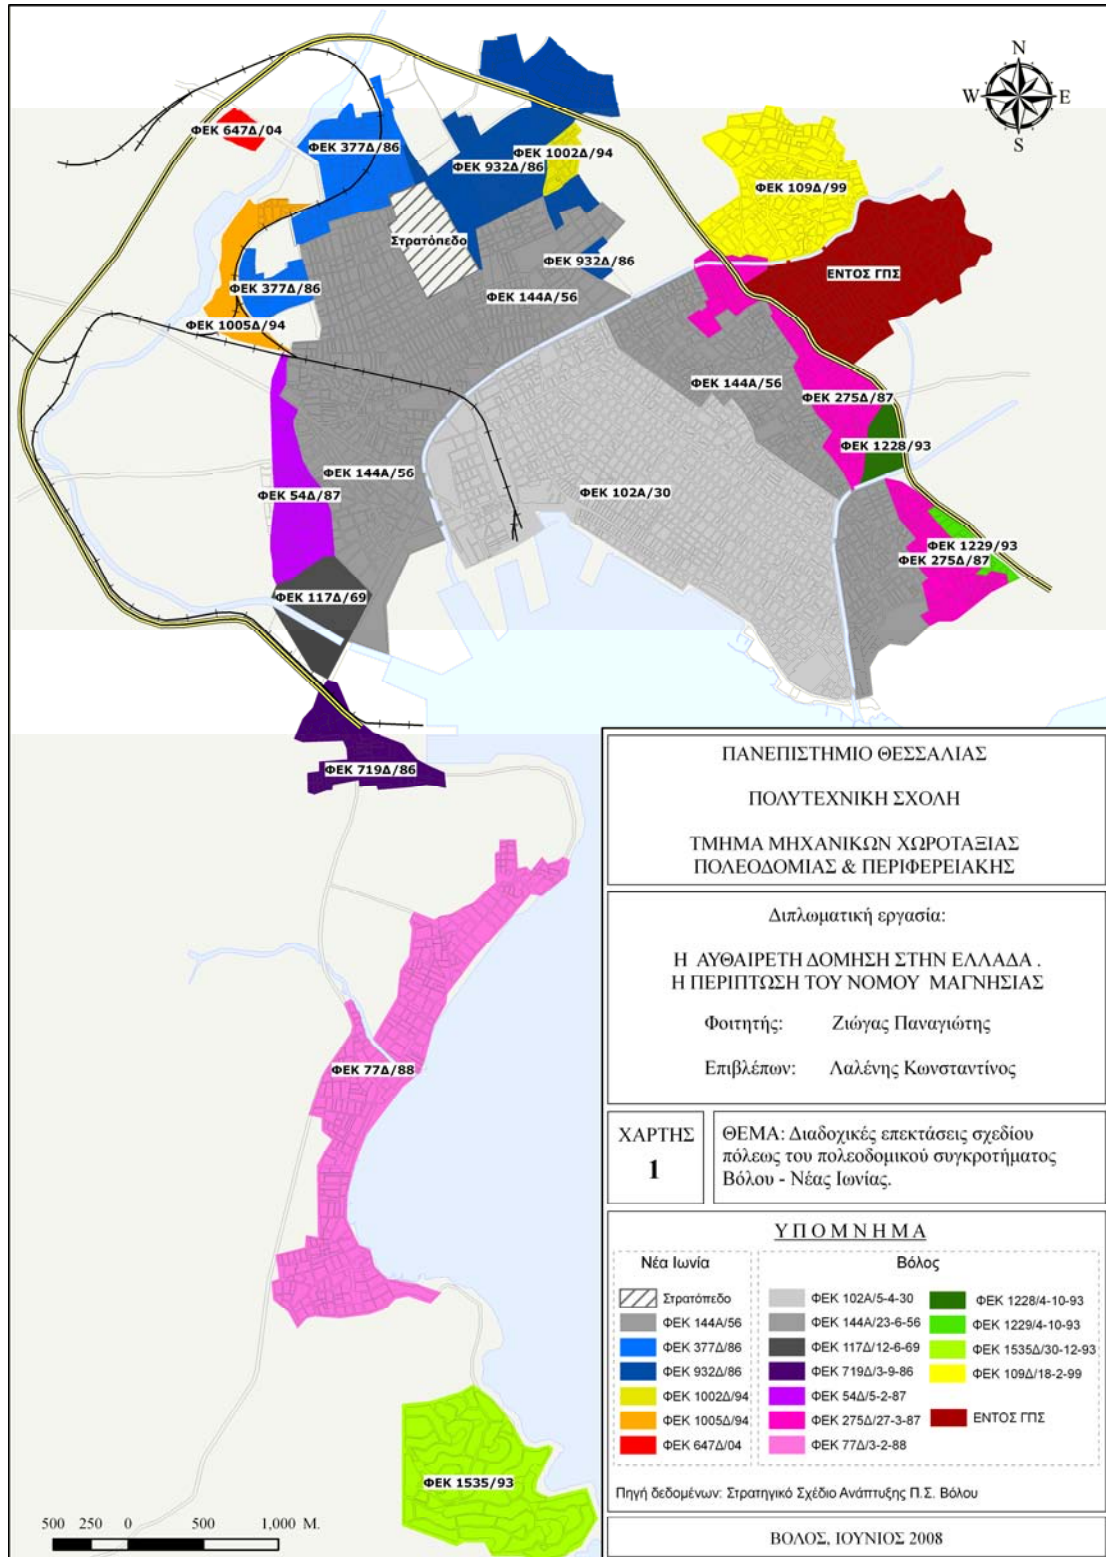 N
W E
S
ΦΕΚ 647Δ/04
ΦΕΚ 377Δ/86
ΦΕΚ 1002Δ/94
ΦΕΚ 932Δ/86
ΦΕΚ 109Δ/99
Στρατόπεδο
ΦΕΚ 932Δ/86
ΕΝΤΟΣ ΓΠΣ
ΦΕΚ 377Δ/86
ΦΕΚ 144Α/56
ΦΕΚ 1005Δ/94
ΦΕΚ 144Α/56
ΦΕΚ 275Δ/87
ΦΕΚ 1228/93
ΦΕΚ 144Α/56
ΦΕΚ 54Δ/87
ΦΕΚ 102Α/30
ΦΕΚ 1229/93
ΦΕΚ 275Δ/87
ΦΕΚ 117Δ/69
ΦΕΚ 719Δ/86
ΦΕΚ 77Δ/88
ΦΕΚ 1535/93
500 250 0 500 1,000 Μ.
ΠΑΝΕΠΙΣΤΗΜΙΟ ΘΕΣΣΑΛΙΑΣ
ΠΟΛΥΤΕΧΝΙΚΗ ΣΧΟΛΗ
ΤΜΗΜΑ ΜΗΧΑΝΙΚΩΝ ΧΩΡΟΤΑΞΙΑΣ
ΠΟΛΕΟΔΟΜΙΑΣ & ΠΕΡΙΦΕΡΕΙΑΚΗΣ
Διπλωματική εργασία:
Η ΑΥΘΑΙΡΕΤΗ ΔΟΜΗΣΗ ΣΤΗΝ ΕΛΛΑΔΑ .
Η ΠΕΡΙΠΤΩΣΗ ΤΟΥ ΝΟΜΟΥ ΜΑΓΝΗΣΙΑΣ
Φοιτητής: Ζιώγας Παναγιώτης
Επιβλέπων: Λαλένης Κωνσταντίνος
ΧΑΡΤΗΣ
1
ΘΕΜΑ: Διαδοχικές επεκτάσεις σχεδίου
πόλεως του πολεοδομικού συγκροτήματος
Βόλου - Νέας Ιωνίας.
ΥΠΟΜΝΗΜΑ
Νέα Ιωνία
Στρατόπεδο
ΦΕΚ 144Α/56
ΦΕΚ 377Δ/86
ΦΕΚ 932Δ/86
ΦΕΚ 1002Δ/94
ΦΕΚ 1005Δ/94
ΦΕΚ 647Δ/04
Βόλος
ΦΕΚ 102Α/5-4-30
ΦΕΚ 144Α/23-6-56
ΦΕΚ 117Δ/12-6-69
ΦΕΚ 719Δ/3-9-86
ΦΕΚ 54Δ/5-2-87
ΦΕΚ 275Δ/27-3-87
ΦΕΚ 77Δ/3-2-88
ΦΕΚ 1228/4-10-93
ΦΕΚ 1229/4-10-93
ΦΕΚ 1535Δ/30-12-93
ΦΕΚ 109Δ/18-2-99
ΕΝΤΟΣ ΓΠΣ
Πηγή δεδομένων: Στρατηγικό Σχέδιο Ανάπτυξης Π.Σ. Βόλου
ΒΟΛΟΣ, ΙΟΥΝΙΟΣ 2008